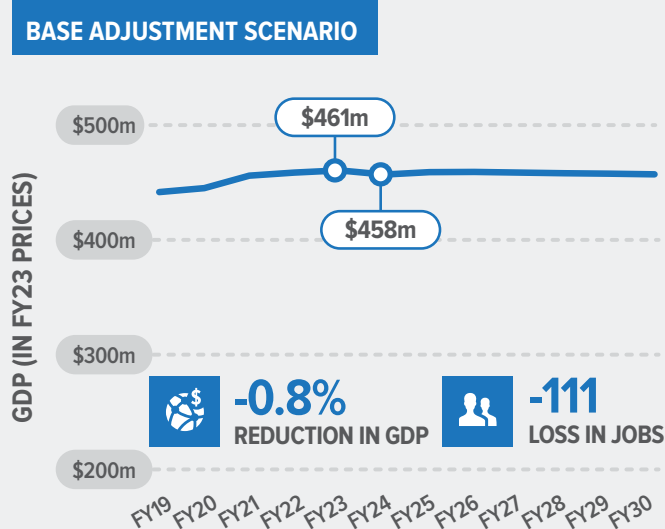 BASE ADJUSTMENT SCENARIO
GDP (IN FY23 PRICES)
$500m
$461m
$458m
$400m
$300m
$
-0.8%
REDUCTION IN GDP
-111
LOSS IN JOBS
$200m
FY19 FY20 FY21 FY22 FY23 FY24 FY25 FY26 FY27 FY28 FY29 FY30